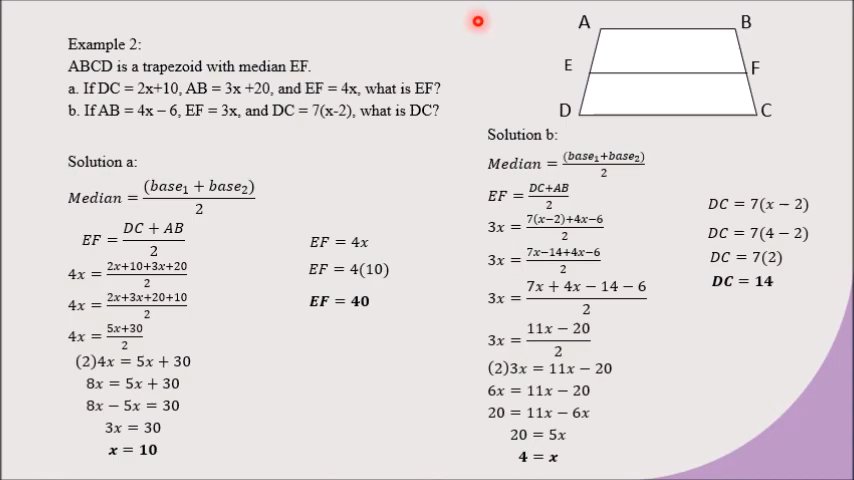 Example 2:
ABCD is a trapezoid with median EF.
a. If DC = 2x+10, AB = 3x +20, and EF = 4x, what is EF?
b. If AB = 4x – 6, EF = 3x, and DC = 7(x-2), what is DC?
A B
E F
D C
Solution a:
Median = (base₁ + base₂)/2
EF = (DC + AB)/2
4x = (2x+10+3x+20)/2
4x = (2x+3x+20+10)/2
4x = (5x+30)/2
(2)4x = 5x + 30
8x = 5x + 30
8x − 5x = 30
3x = 30
x = 10
EF = 4x
EF = 4(10)
EF = 40
Solution b:
Median = (base₁+base₂)/2
EF = (DC+AB)/2
3x = (7(x−2)+4x−6)/2
3x = (7x−14+4x−6)/2
3x = (7x + 4x − 14 − 6)/2
3x = (11x − 20)/2
(2)3x = 11x − 20
6x = 11x − 20
20 = 11x − 6x
20 = 5x
4 = x
DC = 7(x − 2)
DC = 7(4 − 2)
DC = 7(2)
DC = 14